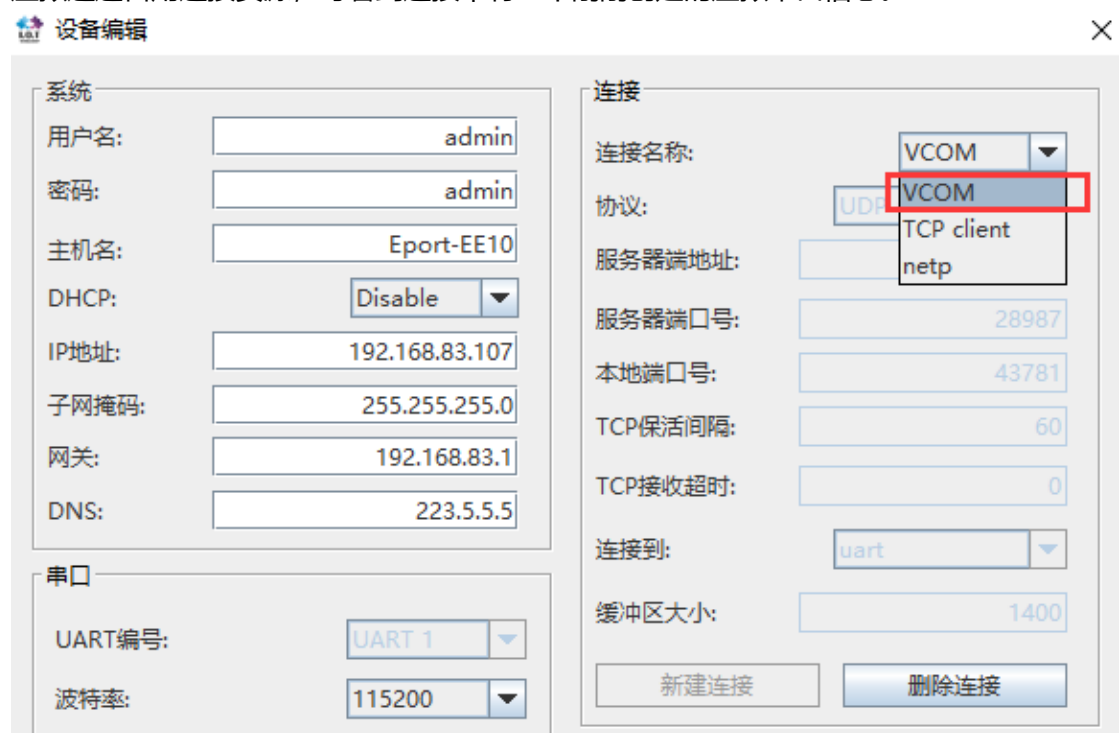 设备编辑
系统
用户名:
admin
密码:
admin
主机名:
Eport-EE10
DHCP:
Disable
IP地址:
192.168.83.107
子网掩码:
255.255.255.0
网关:
192.168.83.1
DNS:
223.5.5.5
串口
UART编号:
UART 1
波特率:
115200
连接
连接名称:
VCOM
VCOM
TCP client
netp
协议:
UDP
服务器端地址:
服务器端口号:
28987
本地端口号:
43781
TCP保活间隔:
60
TCP接收超时:
0
连接到:
uart
缓冲区大小:
1400
新建连接
删除连接